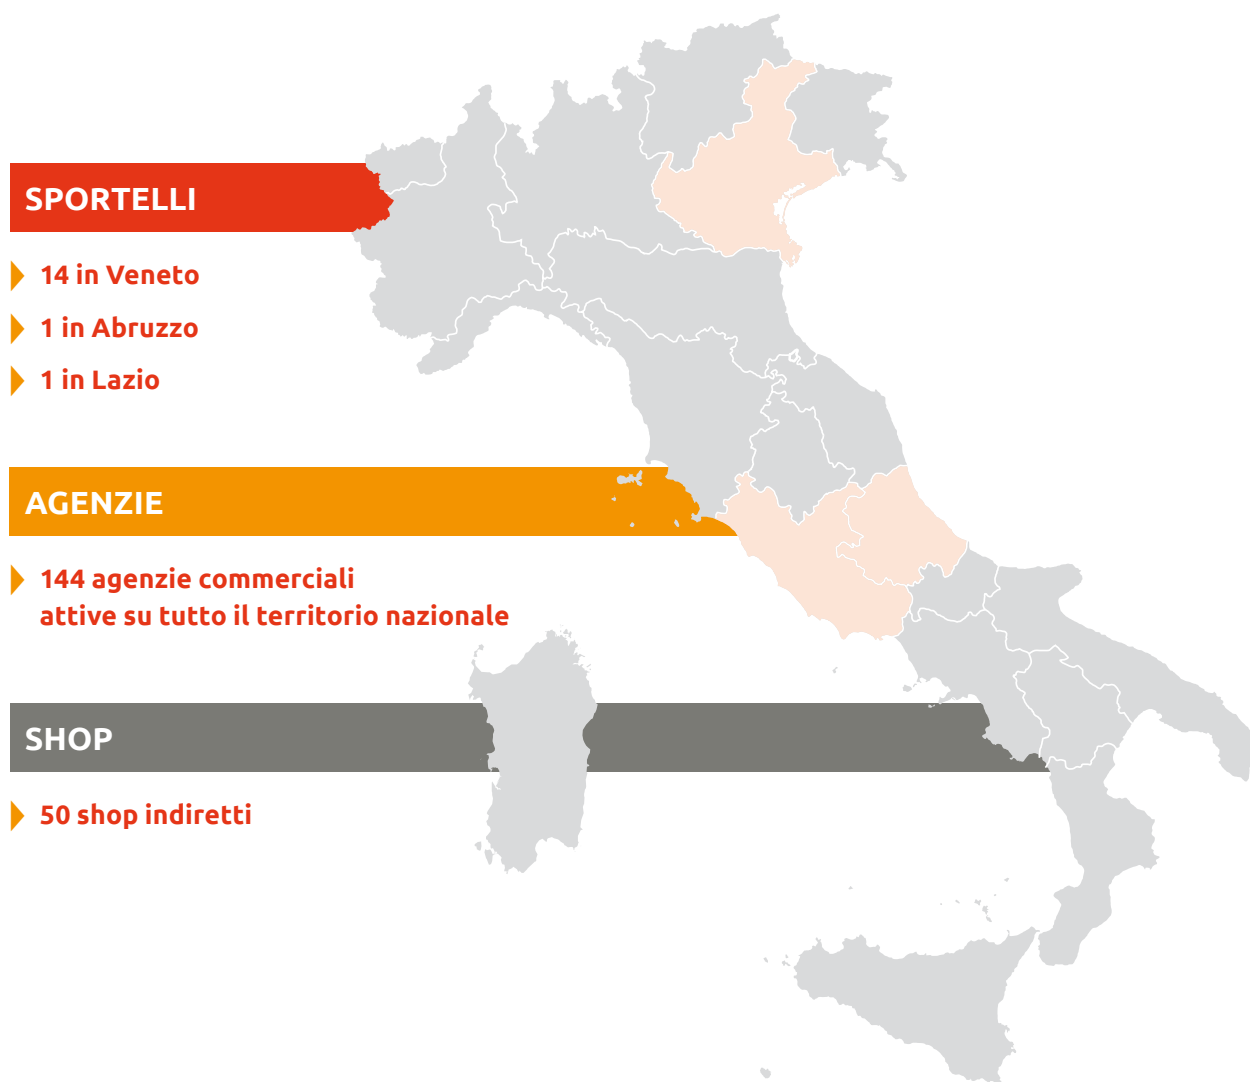 SPORTELLI
14 in Veneto
1 in Abruzzo
1 in Lazio
AGENZIE
144 agenzie commerciali
attive su tutto il territorio nazionale
SHOP
50 shop indiretti